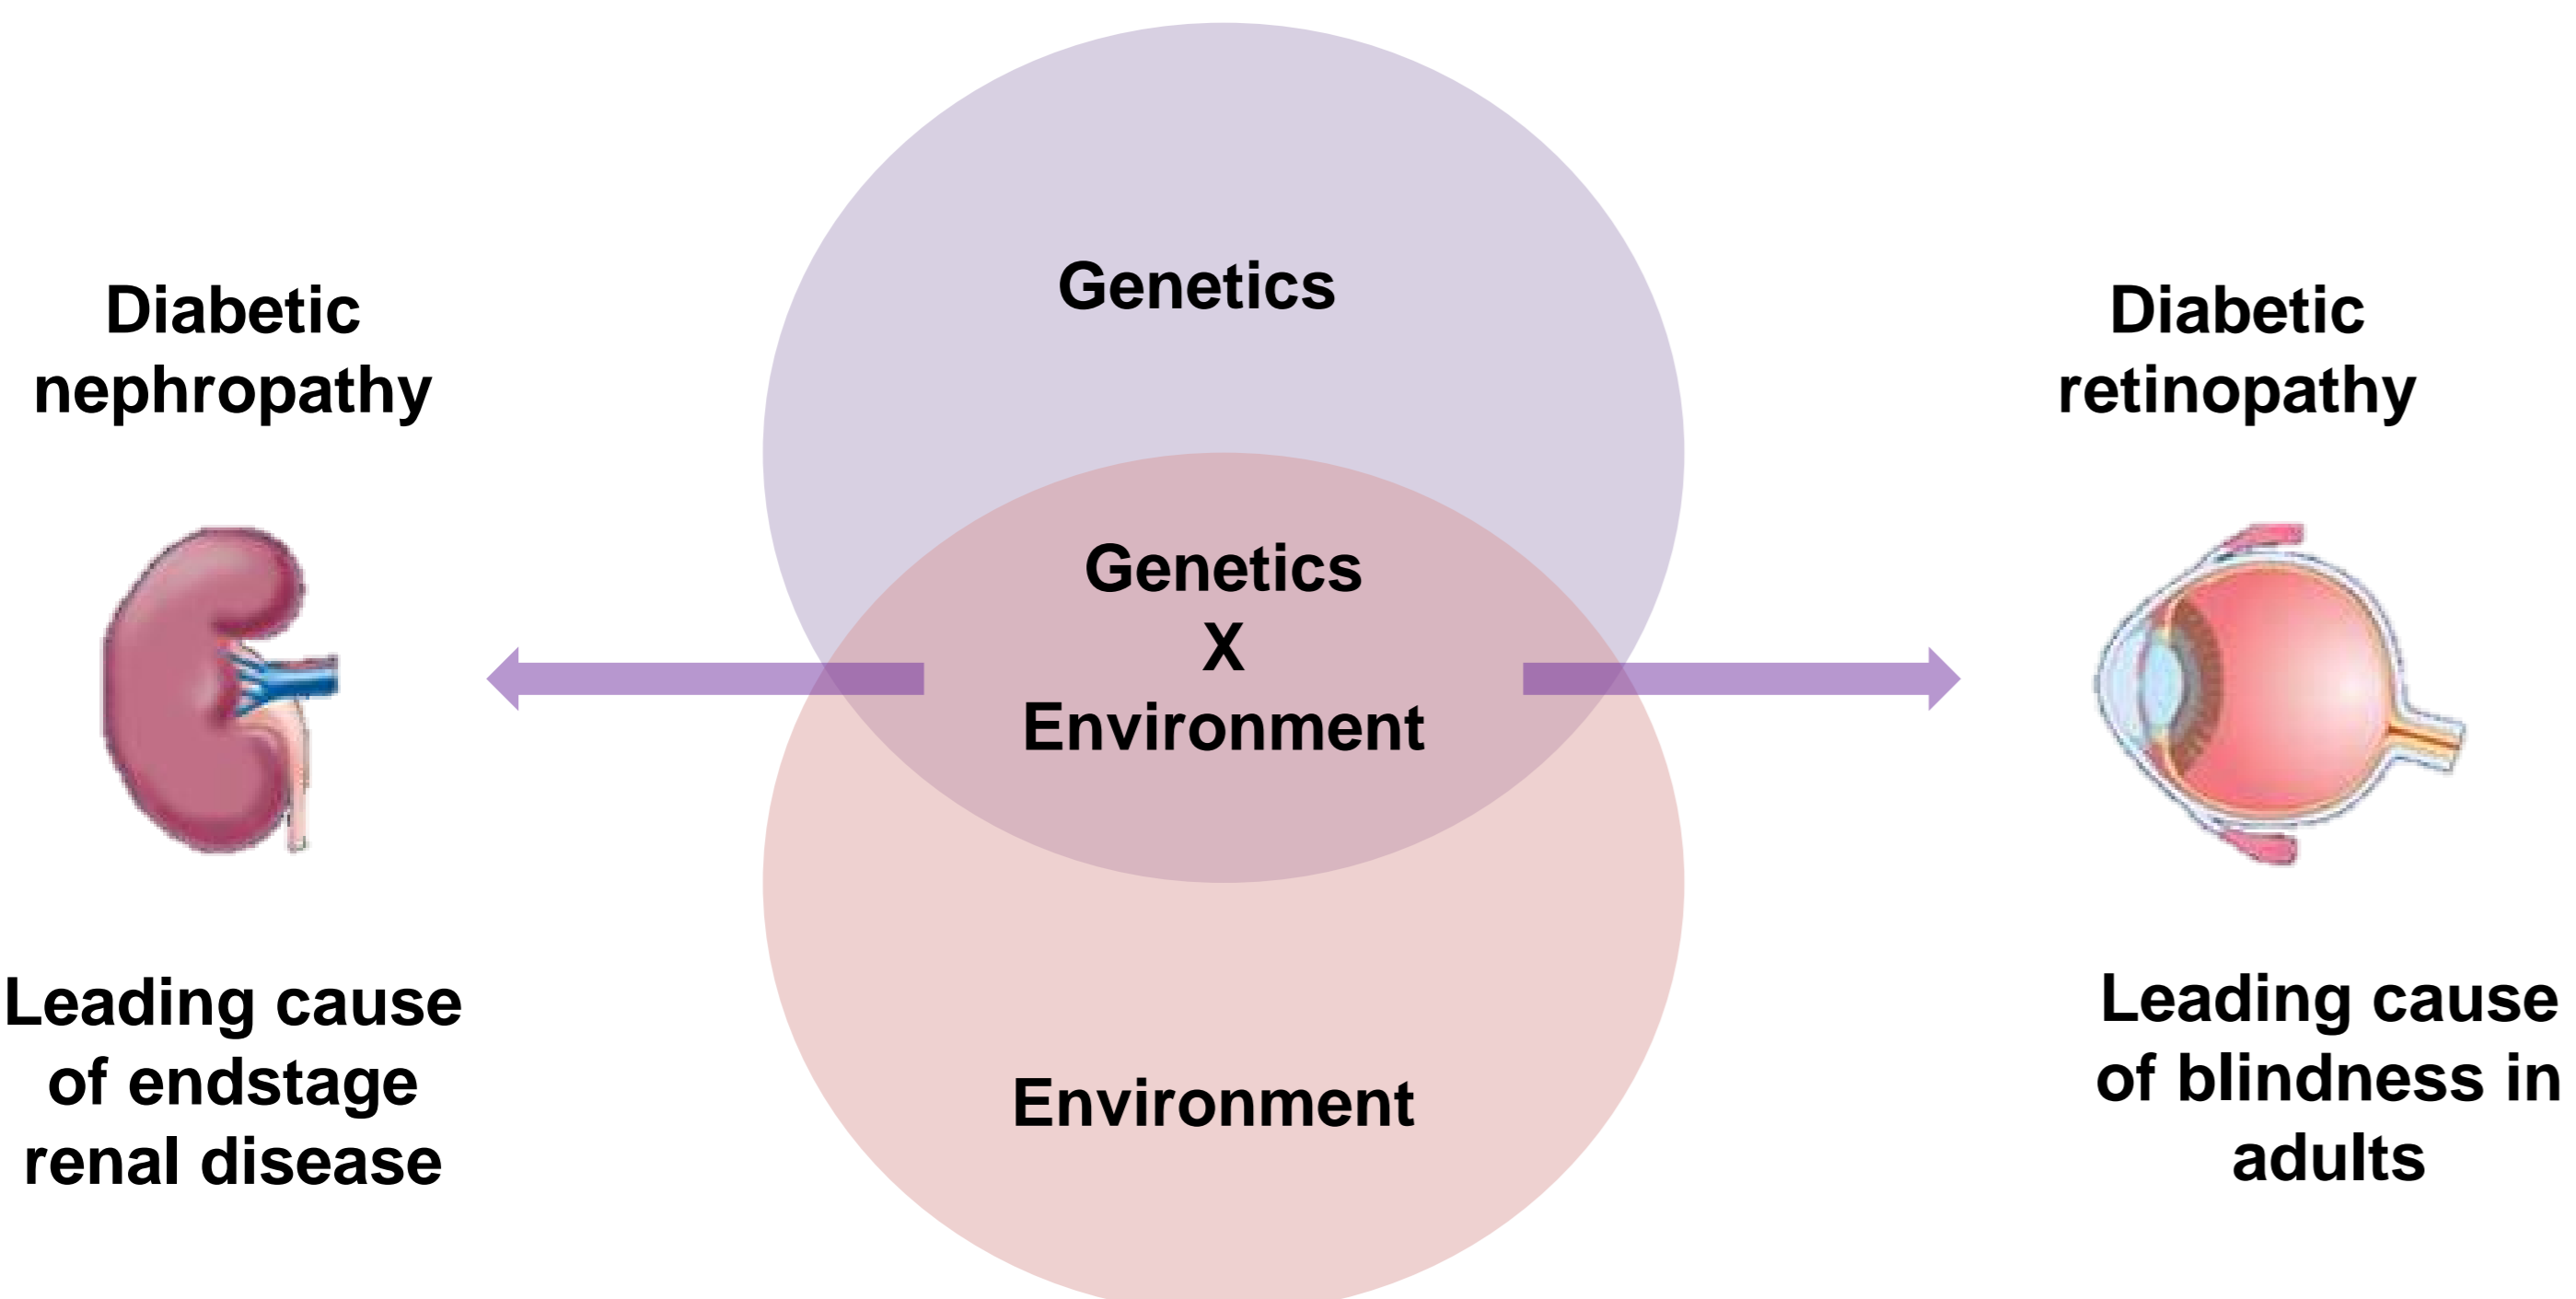 Diabetic
nephropathy
Leading cause
of endstage
renal disease
Genetics
Genetics
X
Environment
Environment
Diabetic
retinopathy
Leading cause
of blindness in
adults